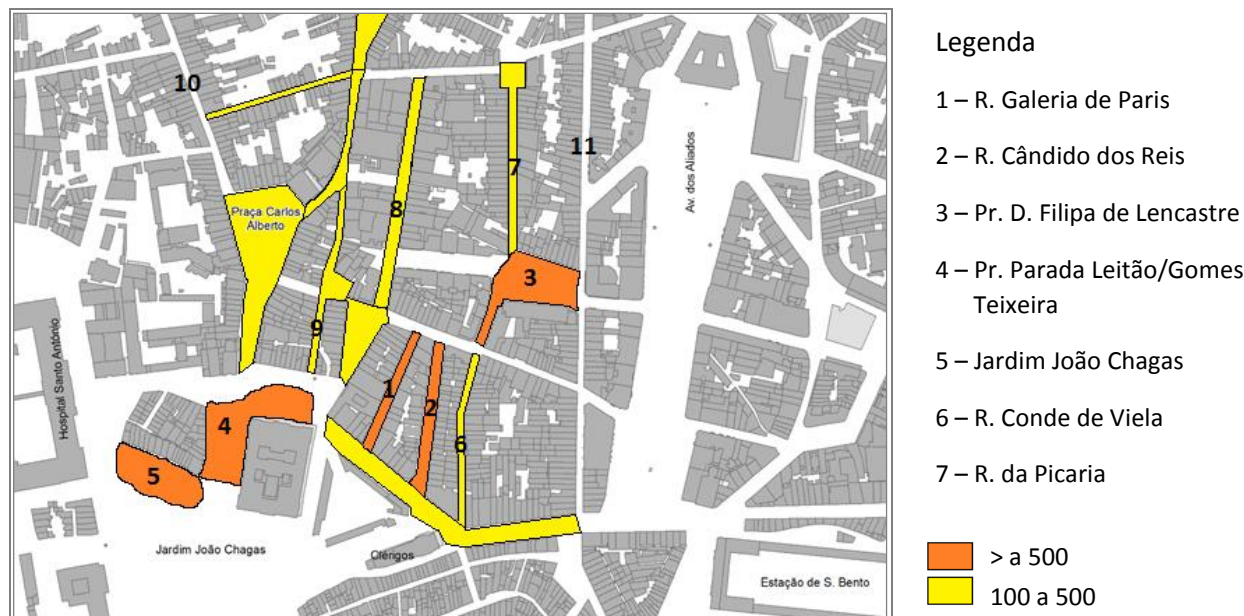 10
11
7
8
Praça Carlos
Alberto
Av. dos Aliados
3
9
1
2
4
6
5
Hospital Santo António
Jardim João Chagas
Clérigos
Estação de S. Bento
Legenda
1 – R. Galeria de Paris
2 – R. Cândido dos Reis
3 – Pr. D. Filipa de Lencastre
4 – Pr. Parada Leitão/Gomes
Teixeira
5 – Jardim João Chagas
6 – R. Conde de Viela
7 – R. da Picaria
> a 500
100 a 500